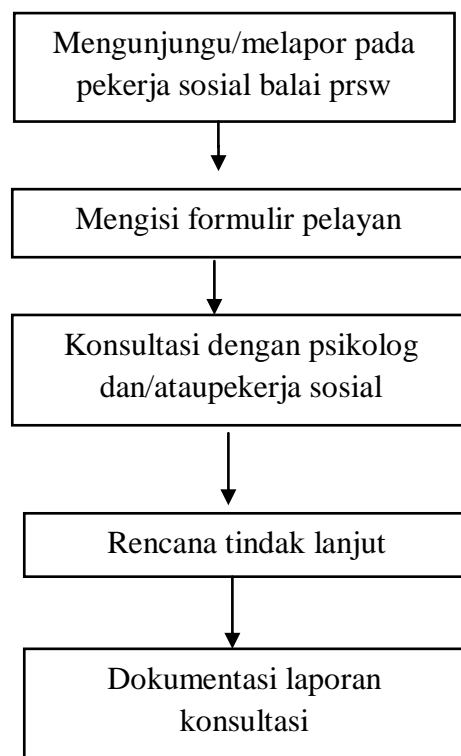 Mengunjungu/melapor pada
pekerja sosial balai prsw
Mengisi formulir pelayan
Konsultasi dengan psikolog
dan/ataupekerja sosial
Rencana tindak lanjut
Dokumentasi laporan
konsultasi